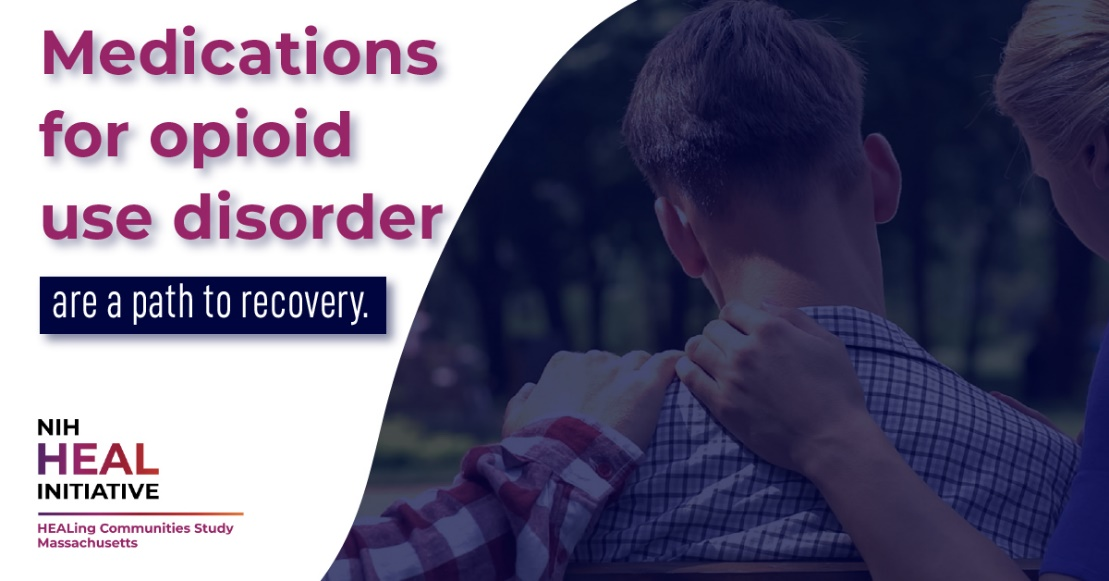 Medications
for opioid
use disorder
are a path to recovery.
NIH
HEAL
INITIATIVE
HEALing Communities Study
Massachusetts